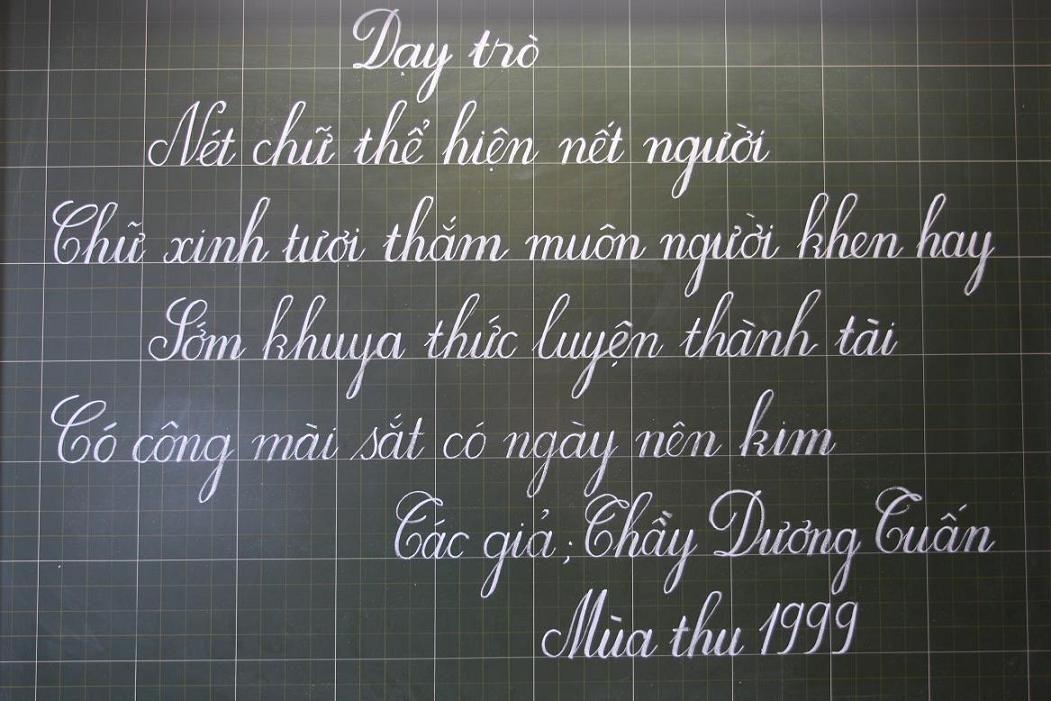 Dạy trò
Nét chữ thể hiện nết người
Chữ xinh tươi thắm muôn người khen hay
Sớm khuya thức luyện thành tài
Có công mài sắt có ngày nên kim
Tác giả ; Thầy Dương Tuấn
Mùa thu 1999